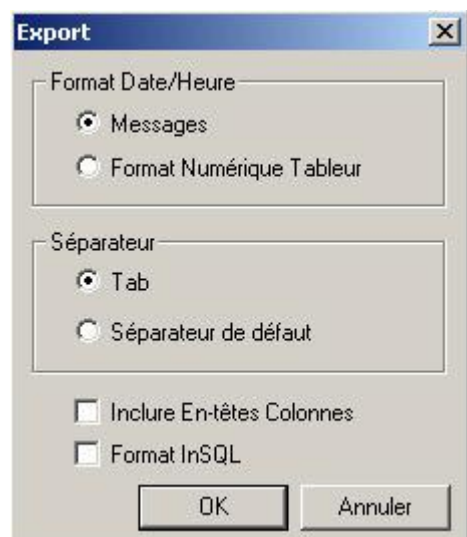 Export
Format Date/Heure
Messages
Format Numérique Tableur
Séparateur
Tab
Séparateur de défaut
Inclure En-têtes Colonnes
Format InSQL
OK Annuler